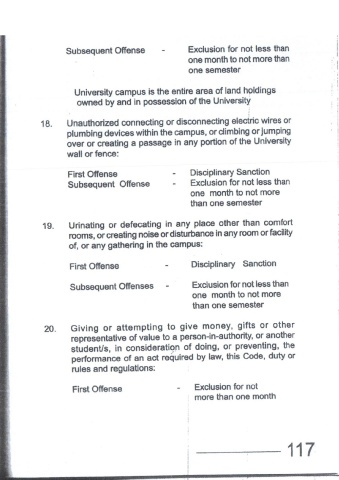 Subsequent Offense - Exclusion for not less than
one month to not more than
one semester
University campus is the entire area of land holdings
owned by and in possession of the University
18. Unauthorized connecting or disconnecting electric wires or
plumbing devices within the campus, or climbing or jumping
over or creating a passage in any portion of the University
wall or fence:
First Offense - Disciplinary Sanction
Subsequent Offense - Exclusion for not less than
one month to not more
than one semester
19. Urinating or defecating in any place other than comfort
rooms, or creating noise or disturbance in any room or facility
of, or any gathering in the campus:
First Offense - Disciplinary Sanction
Subsequent Offenses - Exclusion for not less than
one month to not more
than one semester
20. Giving or attempting to give money, gifts or other
representative of value to a person-in-authority, or another
student/s, in consideration of doing, or preventing, the
performance of an act required by law, this Code, duty or
rules and regulations:
First Offense - Exclusion for not
more than one month
117